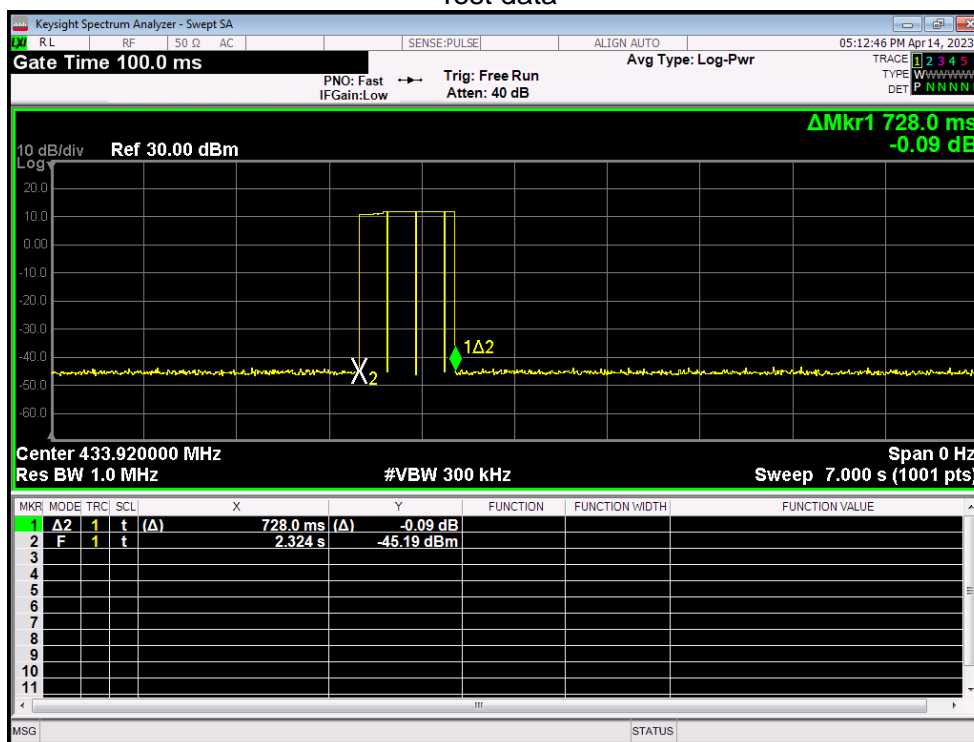 Test data
Keysight Spectrum Analyzer - Swept SA
LXI RL RF 50 Ω AC SENSE:PULSE ALIGN AUTO 05:12:46 PM Apr 14, 2023
Gate Time 100.0 ms Avg Type: Log-Pwr TRACE 1 2 3 4 5
PNO: Fast Trig: Free Run TYPE WWWWWW
IFGain:Low Atten: 40 dB DET P N N N N
ΔMkr1 728.0 ms
10 dB/div Ref 30.00 dBm -0.09 dB
Log
20.0
10.0
0.00
-10.0
-20.0
-30.0
-40.0
1Δ2
X2
-50.0
-60.0
Center 433.920000 MHz Span 0 Hz
Res BW 1.0 MHz #VBW 300 kHz Sweep 7.000 s (1001 pts)
MKR MODE TRC SCL X Y FUNCTION FUNCTION WIDTH FUNCTION VALUE
1 Δ2 1 t (Δ) 728.0 ms (Δ) -0.09 dB
2 F 1 t 2.324 s -45.19 dBm
3
4
5
6
7
8
9
10
11
MSG STATUS